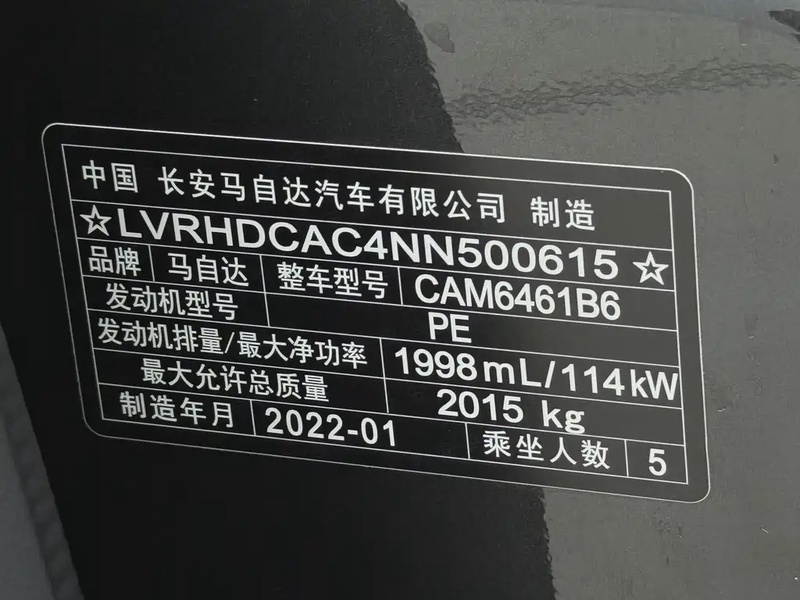 中国 长安马自达汽车有限公司 制造
☆LVRHDCAC4NN500615☆
品牌 马自达 整车型号 CAM6461B6
发动机型号 PE
发动机排量/最大净功率 1998mL/114kW
最大允许总质量 2015 kg
制造年月 2022-01 乘坐人数 5